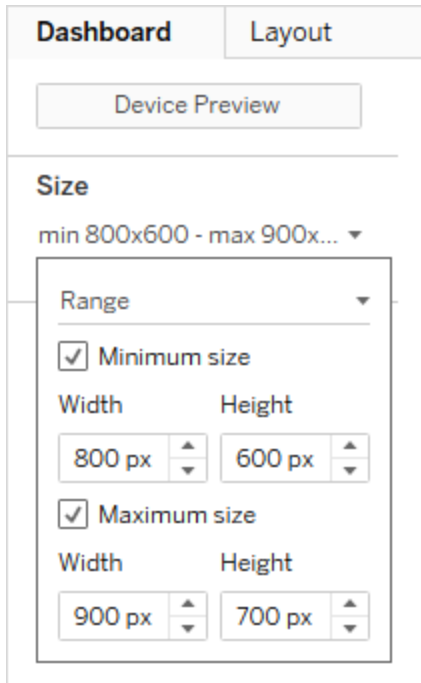 Dashboard Layout
Device Preview
Size
min 800x600 - max 900x...
Range
Minimum size
Width Height
800 px 600 px
Maximum size
Width Height
900 px 700 px